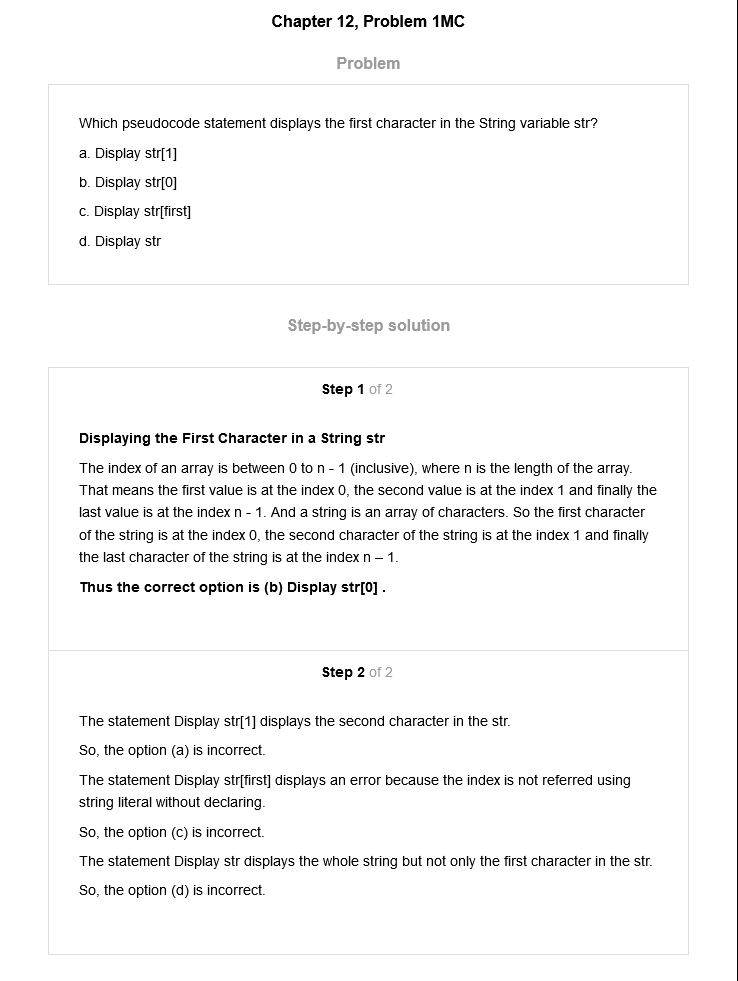 Chapter 12, Problem 1MC
Problem
Which pseudocode statement displays the first character in the String variable str?
a. Display str[1]
b. Display str[0]
c. Display str[first]
d. Display str
Step-by-step solution
Step 1 of 2
Displaying the First Character in a String str
The index of an array is between 0 to n - 1 (inclusive), where n is the length of the array.
That means the first value is at the index 0, the second value is at the index 1 and finally the
last value is at the index n - 1. And a string is an array of characters. So the first character
of the string is at the index 0, the second character of the string is at the index 1 and finally
the last character of the string is at the index n – 1.
Thus the correct option is (b) Display str[0] .
Step 2 of 2
The statement Display str[1] displays the second character in the str.
So, the option (a) is incorrect.
The statement Display str[first] displays an error because the index is not referred using
string literal without declaring.
So, the option (c) is incorrect.
The statement Display str displays the whole string but not only the first character in the str.
So, the option (d) is incorrect.